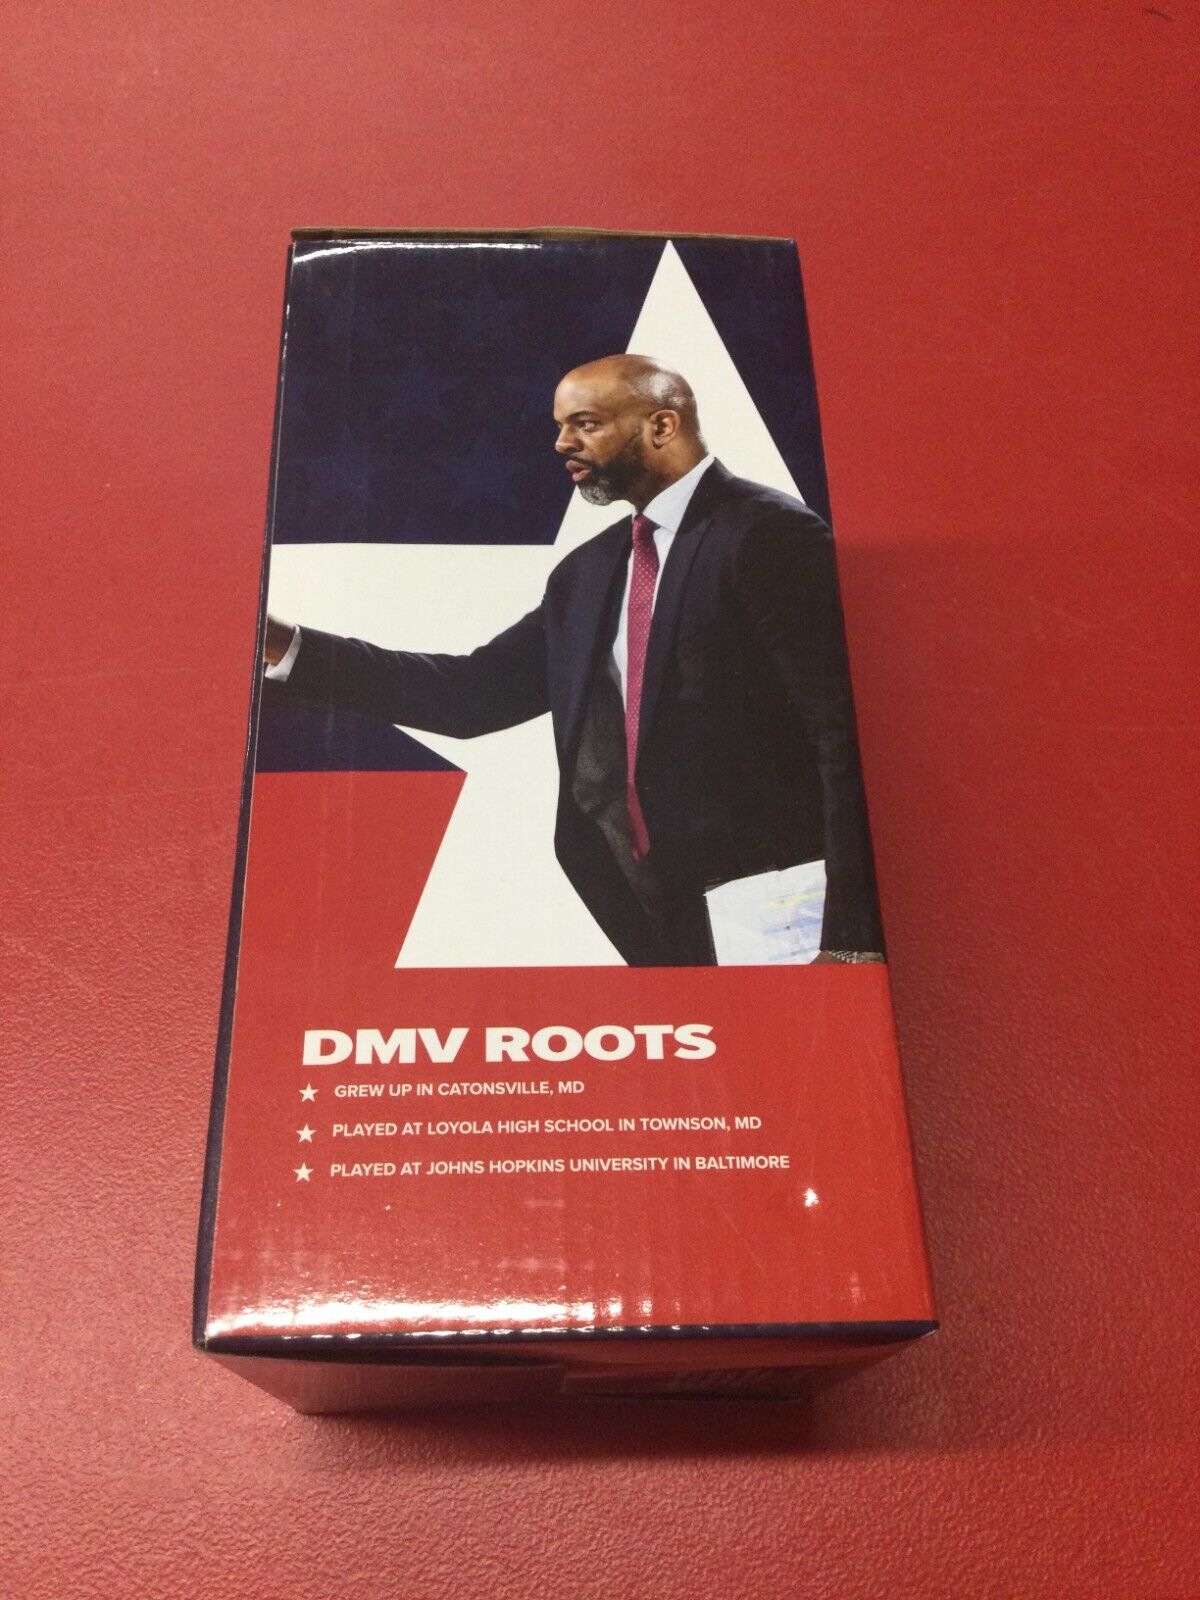 DMV ROOTS
GREW UP IN CATONSVILLE, MD
PLAYED AT LOYOLA HIGH SCHOOL IN TOWNSON, MD
PLAYED AT JOHNS HOPKINS UNIVERSITY IN BALTIMORE